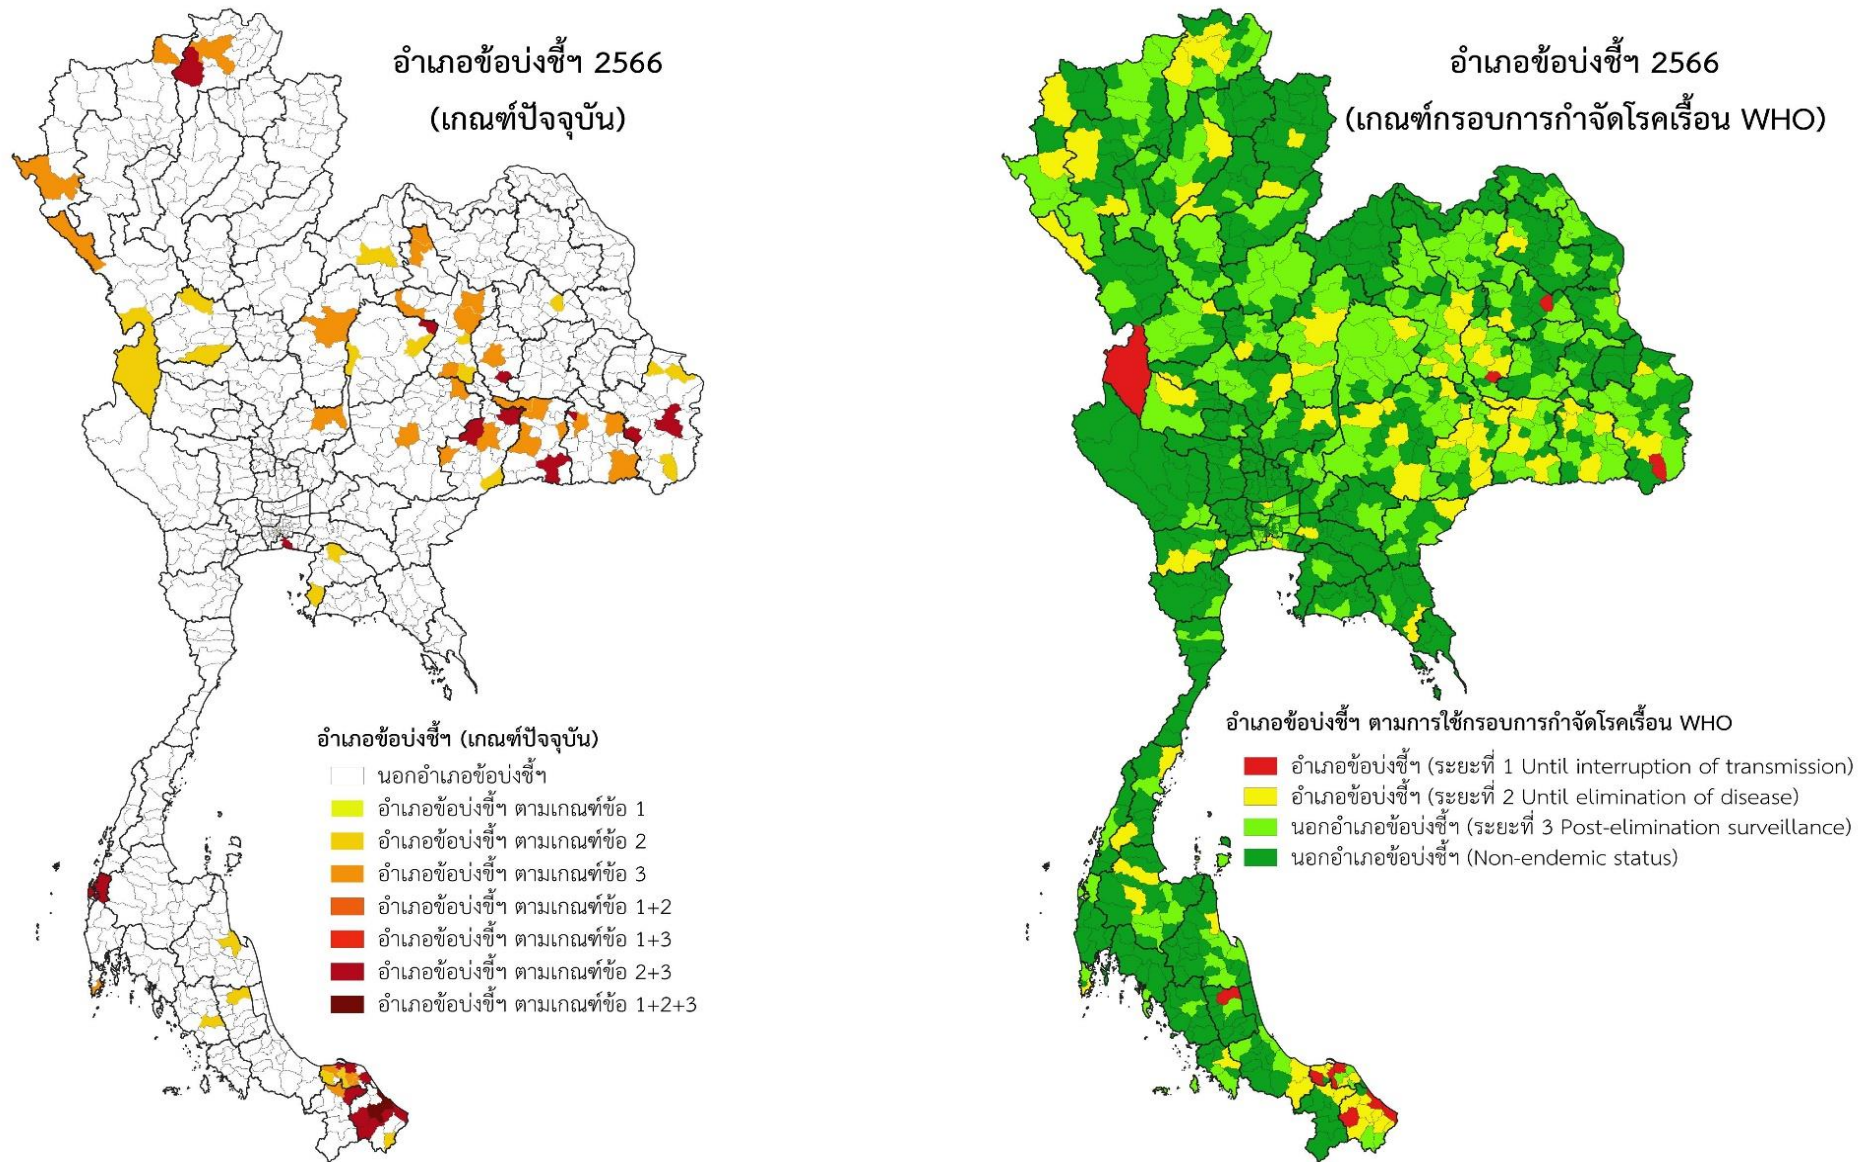 อำเภอข้อบ่งชี้ฯ 2566
(เกณฑ์ปัจจุบัน)
อำเภอข้อบ่งชี้ฯ (เกณฑ์ปัจจุบัน)
นอกอำเภอข้อบ่งชี้ฯ
อำเภอข้อบ่งชี้ฯ ตามเกณฑ์ข้อ 1
อำเภอข้อบ่งชี้ฯ ตามเกณฑ์ข้อ 2
อำเภอข้อบ่งชี้ฯ ตามเกณฑ์ข้อ 3
อำเภอข้อบ่งชี้ฯ ตามเกณฑ์ข้อ 1+2
อำเภอข้อบ่งชี้ฯ ตามเกณฑ์ข้อ 1+3
อำเภอข้อบ่งชี้ฯ ตามเกณฑ์ข้อ 2+3
อำเภอข้อบ่งชี้ฯ ตามเกณฑ์ข้อ 1+2+3
อำเภอข้อบ่งชี้ฯ 2566
(เกณฑ์กรอบการกำจัดโรคเรื้อน WHO)
อำเภอข้อบ่งชี้ฯ ตามการใช้กรอบการกำจัดโรคเรื้อน WHO
อำเภอข้อบ่งชี้ฯ (ระยะที่ 1 Until interruption of transmission)
อำเภอข้อบ่งชี้ฯ (ระยะที่ 2 Until elimination of disease)
นอกอำเภอข้อบ่งชี้ฯ (ระยะที่ 3 Post-elimination surveillance)
นอกอำเภอข้อบ่งชี้ฯ (Non-endemic status)